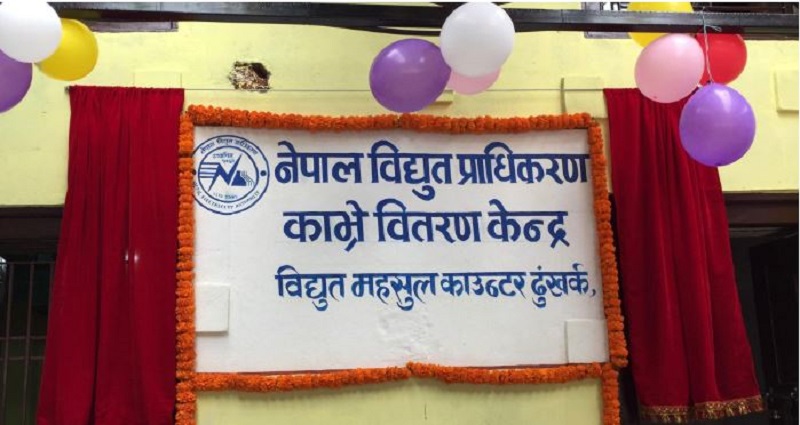 नेपाल विद्युत प्राधिकरण
काभ्रे वितरण केन्द्र
विद्युत महसुल काउन्टर ढुंखर्क,